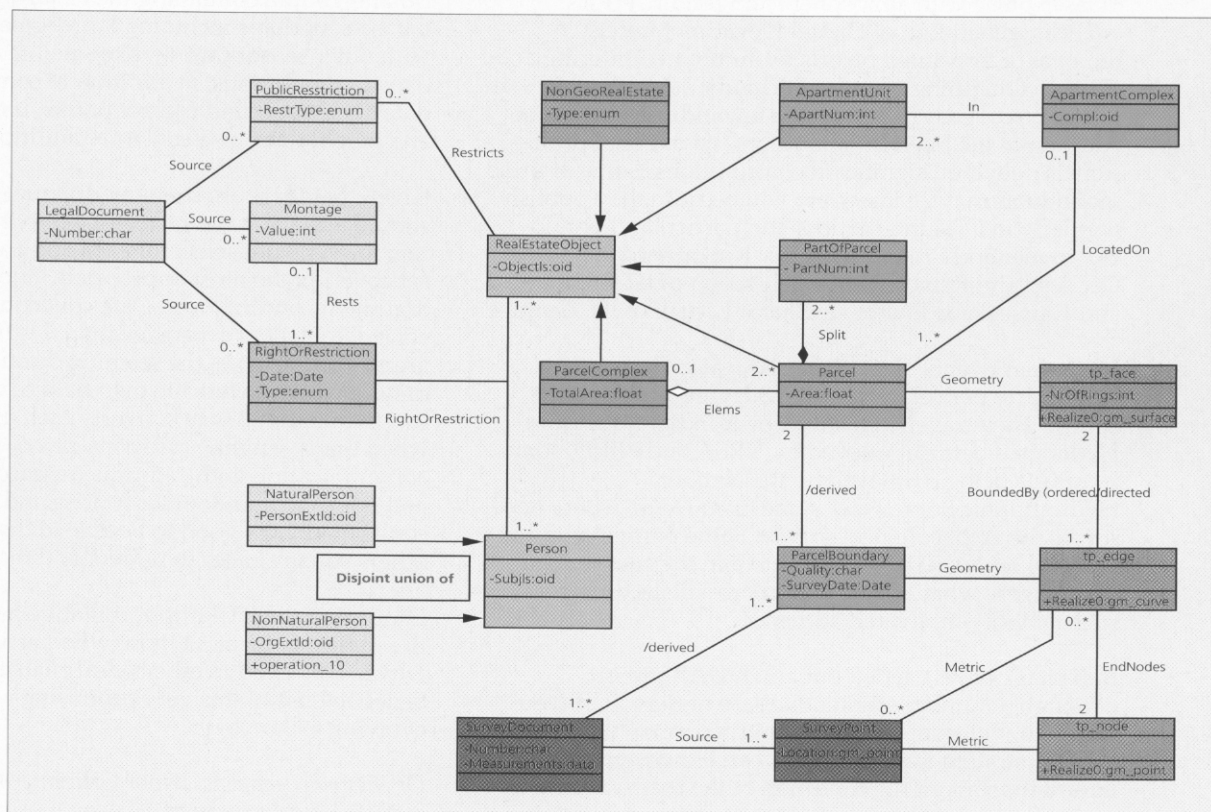 PublicResstriction
-RestrType:enum
0..*
0..*
Source
Restricts
NonGeoRealEstate
-Type:enum
ApartmentUnit
-ApartNum:int
2..*
In
ApartmentComplex
-Compl:oid
0..1
LegalDocument
-Number:char
Source
0..*
Montage
-Value:int
0..1
Rests
1..*
Source
0..*
RealEstateObject
-ObjectIs:oid
1..*
PartOfParcel
- PartNum:int
2..*
Split
LocatedOn
1..*
RightOrRestriction
-Date:Date
-Type:enum
RightOrRestriction
ParcelComplex
-TotalArea:float
0..1
Elems
2..*
Parcel
-Area:float
2
Geometry
tp_face
-NrOfRings:int
+Realize0:gm_surface
2
/derived
BoundedBy (ordered/directed
1..*
1..*
NaturalPerson
-PersonExtId:oid
Disjoint union of
1..*
Person
-SubjIs:oid
NonNaturalPerson
-OrgExtId:oid
+operation_10
ParcelBoundary
-Quality:char
-SurveyDate:Date
1..*
Geometry
tp_edge
+Realize0:gm_curve
0..*
/derived
Metric
EndNodes
1..*
0..*
2
SurveyDocument
-Number:char
-Measurements:data
Source
1..*
SurveyPoint
-Location:gm_point
Metric
tp_node
+Realize0:gm_point